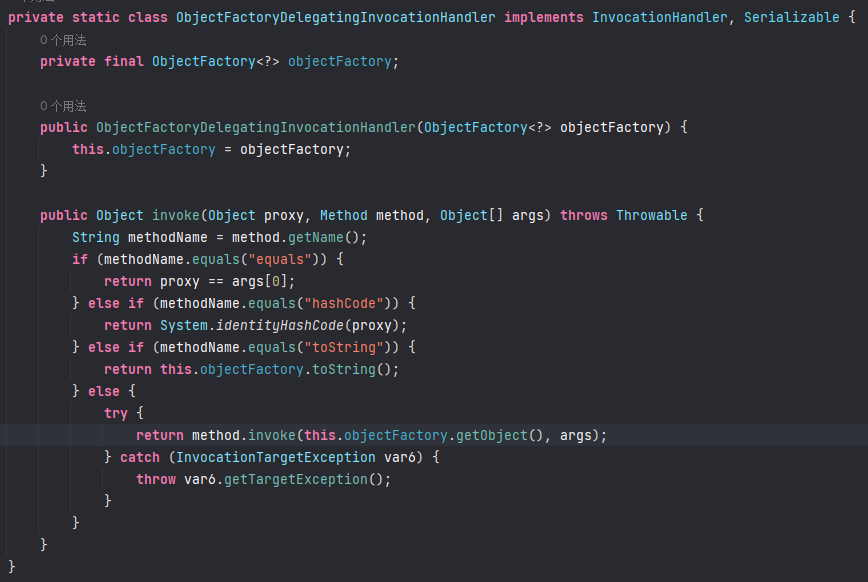 private static class ObjectFactoryDelegatingInvocationHandler implements InvocationHandler, Serializable {
0 个用法
private final ObjectFactory<?> objectFactory;
0 个用法
public ObjectFactoryDelegatingInvocationHandler(ObjectFactory<?> objectFactory) {
this.objectFactory = objectFactory;
}
public Object invoke(Object proxy, Method method, Object[] args) throws Throwable {
String methodName = method.getName();
if (methodName.equals("equals")) {
return proxy == args[0];
} else if (methodName.equals("hashCode")) {
return System.identityHashCode(proxy);
} else if (methodName.equals("toString")) {
return this.objectFactory.toString();
} else {
try {
return method.invoke(this.objectFactory.getObject(), args);
} catch (InvocationTargetException var6) {
throw var6.getTargetException();
}
}
}
}